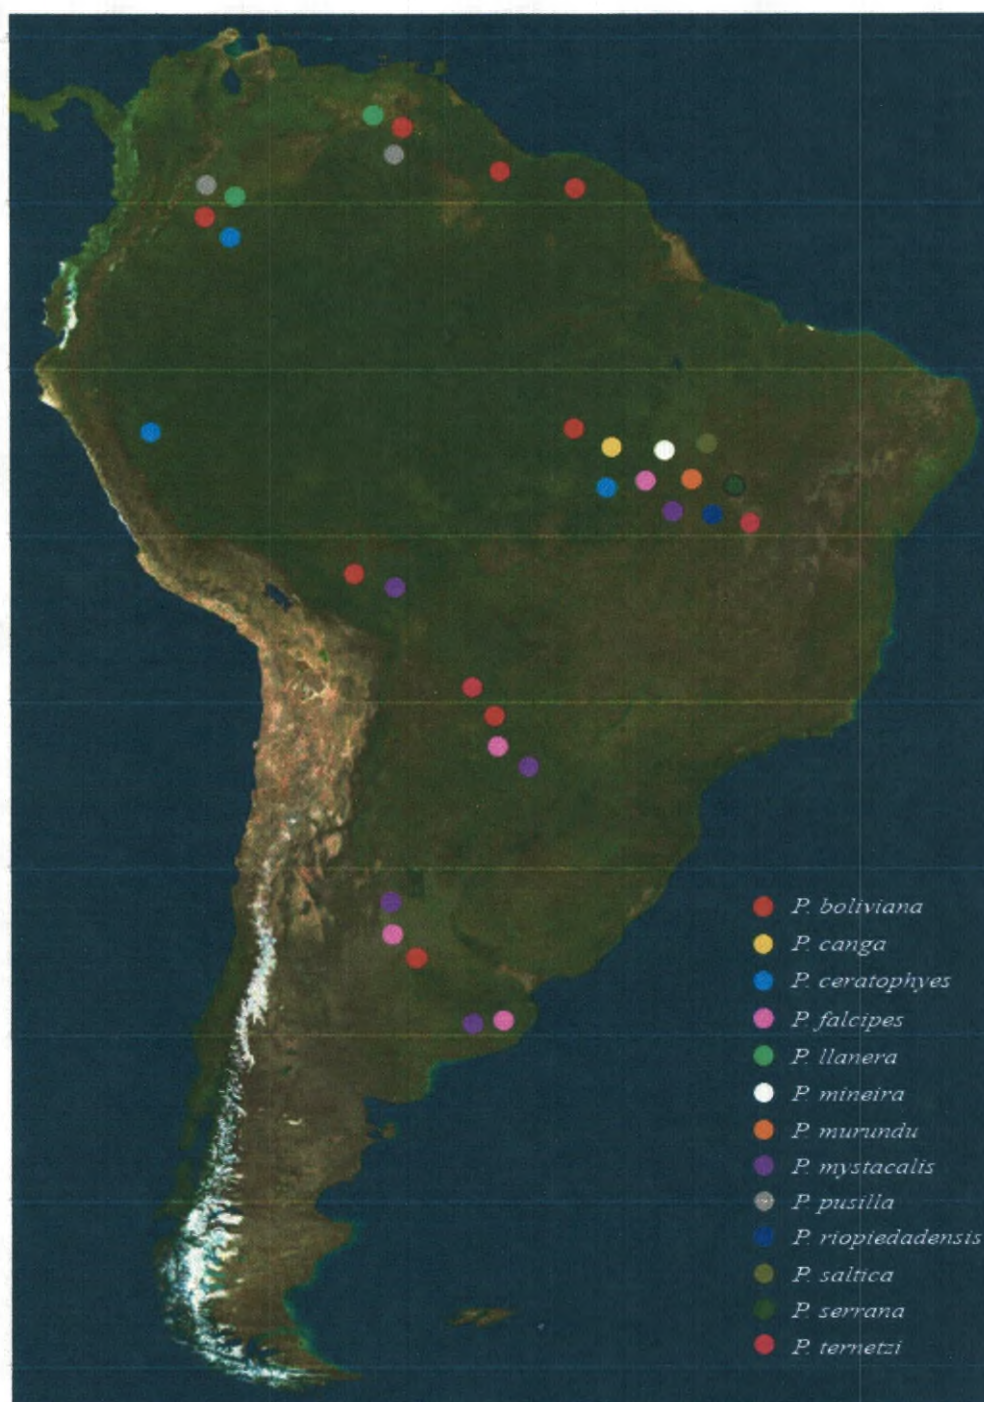 P. boliviana
P. canga
P. ceratophyes
P. falcipes
P. llanera
P. mineira
P. murundu
P. mystacalis
P. pusilla
P. riopiedadensis
P. saltica
P. serrana
P. ternetzi